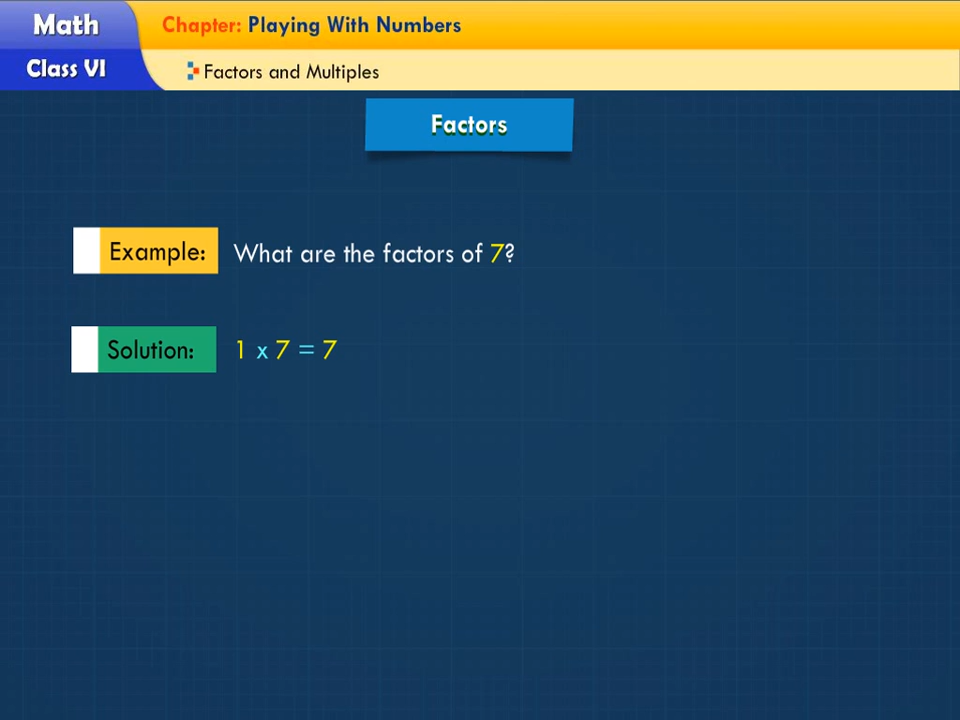 Math
Chapter: Playing With Numbers
Class VI
Factors and Multiples
Factors
Example: What are the factors of 7?
Solution: 1 x 7 = 7